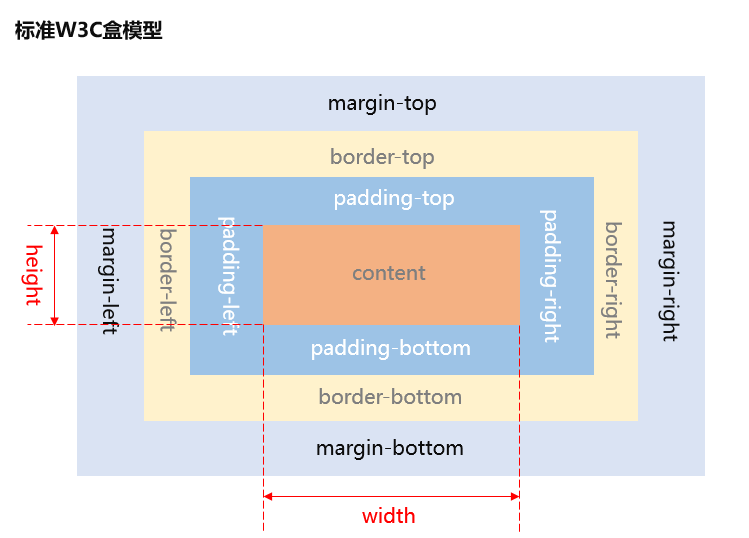 标准W3C盒模型
margin-top
border-top
padding-top
height
margin-left
border-left
padding-left
content
padding-right
border-right
margin-right
padding-bottom
border-bottom
margin-bottom
width